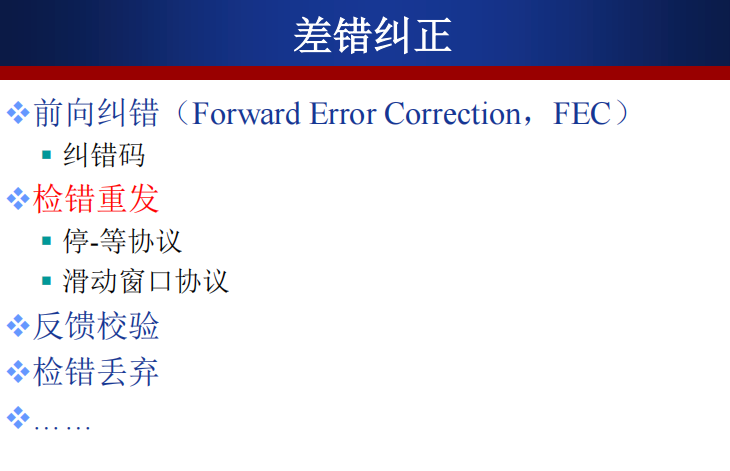 差错纠正
前向纠错（Forward Error Correction，FEC）
纠错码
检错重发
停-等协议
滑动窗口协议
反馈校验
检错丢弃
……